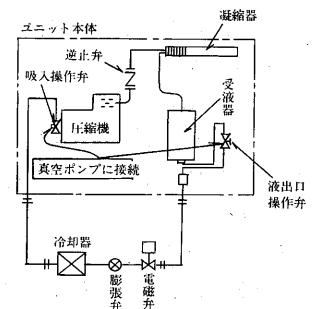 凝縮器
ユニット本体
逆止弁
吸入操作弁
受液器
圧縮機
液出口
操作弁
真空ポンプに接続
冷却器
膨張弁
電磁弁